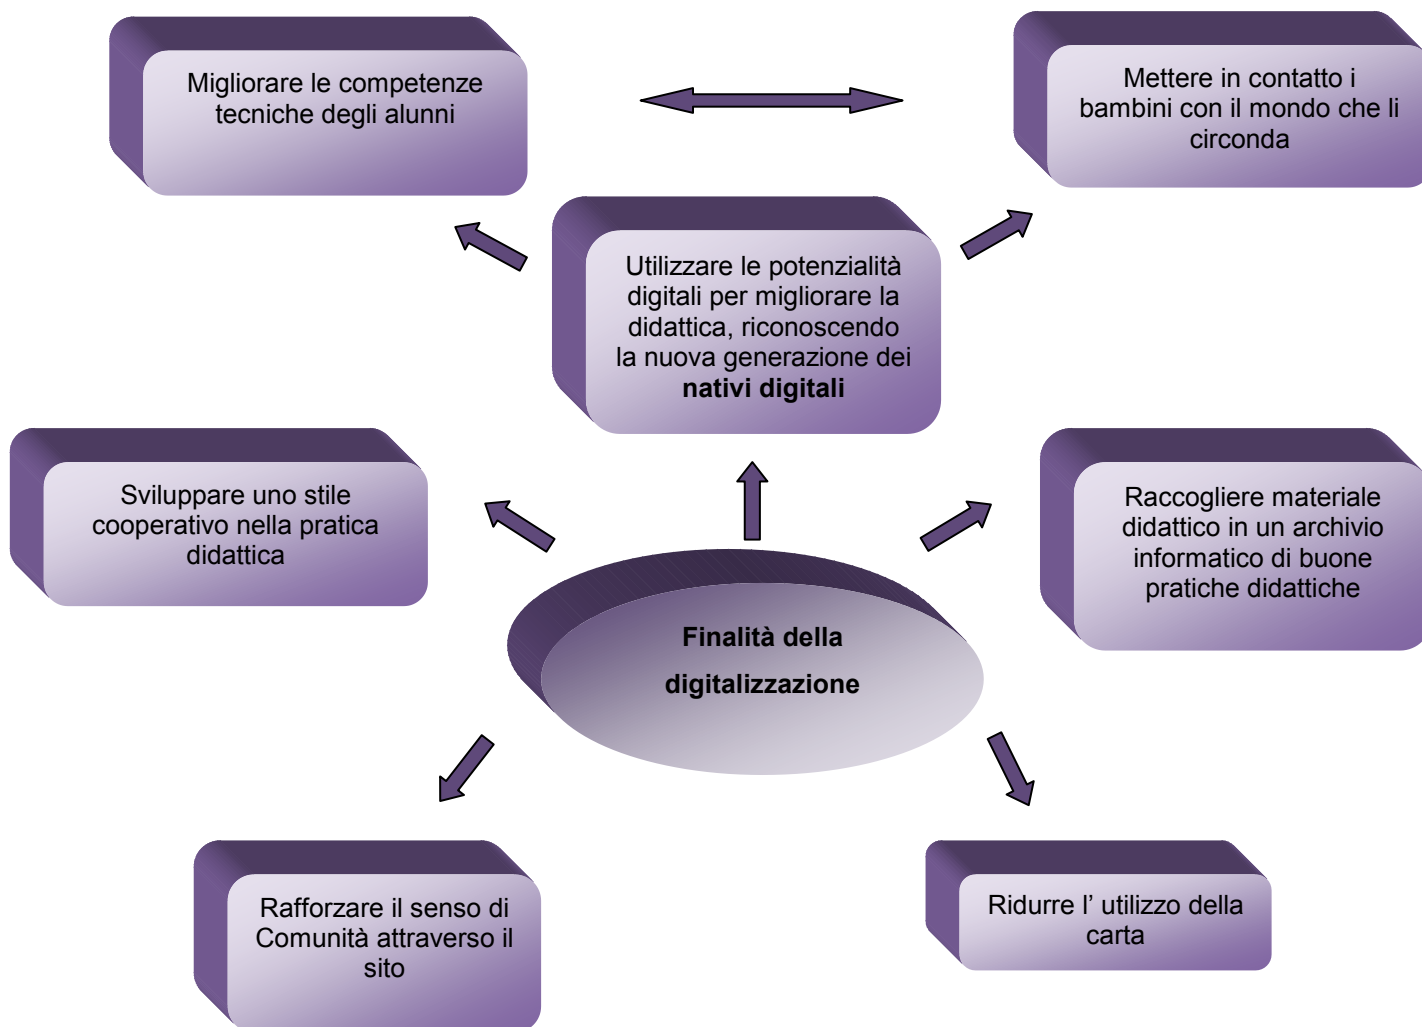 Migliorare le competenze
tecniche degli alunni
Mettere in contatto i
bambini con il mondo che li
circonda
Utilizzare le potenzialità
digitali per migliorare la
didattica, riconoscendo
la nuova generazione dei
nativi digitali
Sviluppare uno stile
cooperativo nella pratica
didattica
Raccogliere materiale
didattico in un archivio
informatico di buone
pratiche didattiche
Finalità della
digitalizzazione
Rafforzare il senso di
Comunità attraverso il
sito
Ridurre l’ utilizzo della
carta